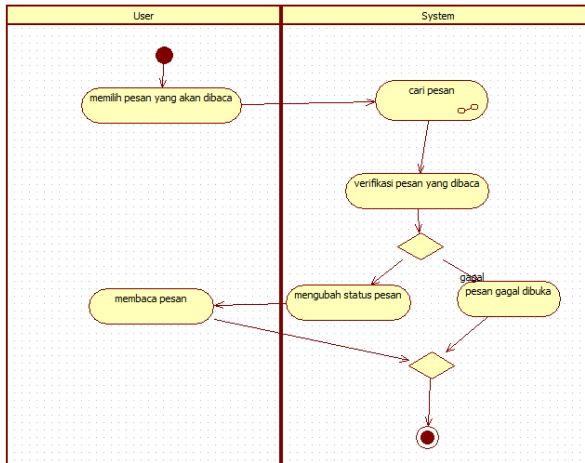 User
System
memilih pesan yang akan dibaca
cari pesan
verifikasi pesan yang dibaca
gagal
mengubah status pesan
pesan gagal dibuka
membaca pesan